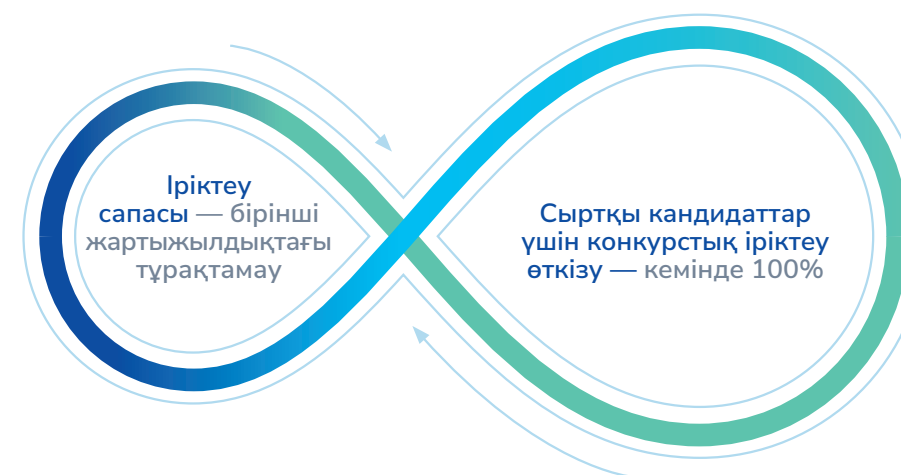 Іріктеу
сапасы — бірінші
жартыжылдықтағы
тұрақтамау
Сыртқы кандидаттар
үшін конкурстық іріктеу
өткізу — кемінде 100%